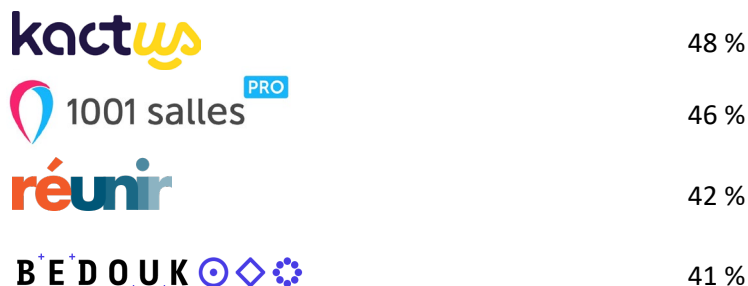 kactus 48 %
1001 salles PRO 46 %
réunir 42 %
BEDOUK 41 %